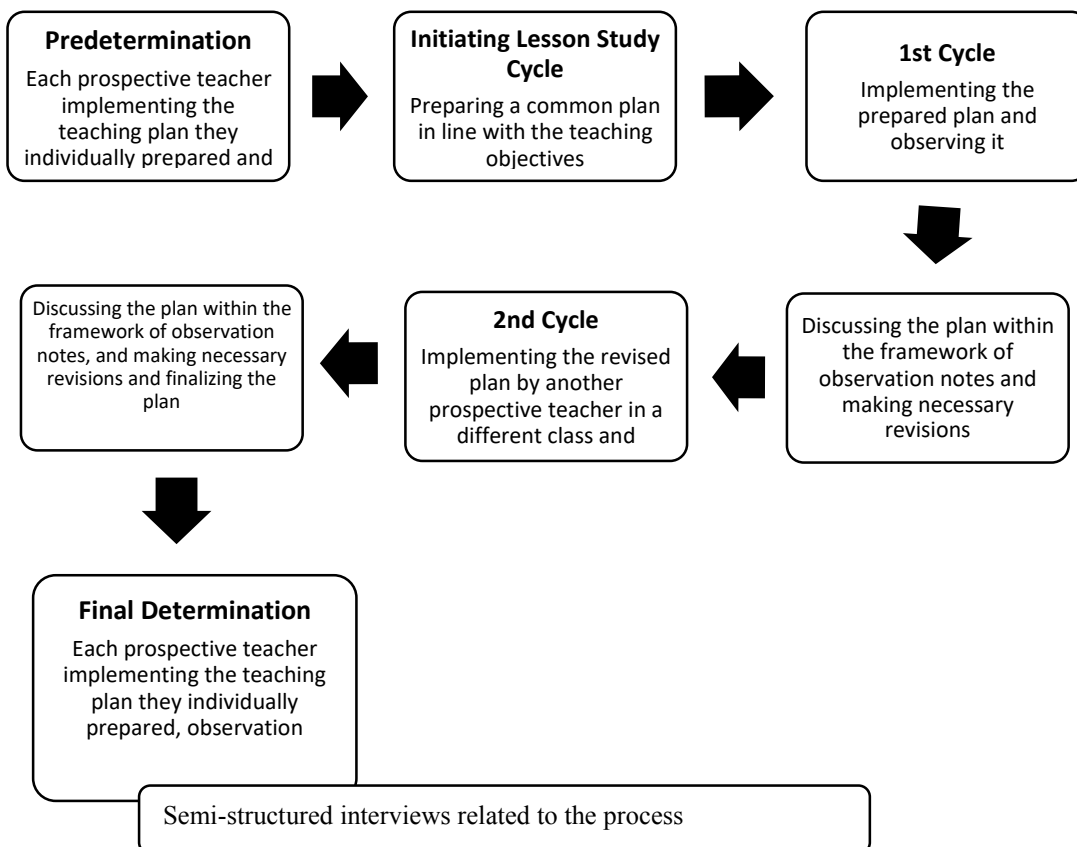 Predetermination
Each prospective teacher
implementing the
teaching plan they
individually prepared and
Initiating Lesson Study
Cycle
Preparing a common plan
in line with the teaching
objectives
1st Cycle
Implementing the
prepared plan and
observing it
Discussing the plan within
the framework of
observation notes and
making necessary
revisions
2nd Cycle
Implementing the revised
plan by another
prospective teacher in a
different class and
Discussing the plan within the
framework of observation
notes, and making necessary
revisions and finalizing the
plan
Final Determination
Each prospective teacher
implementing the teaching
plan they individually
prepared, observation
Semi-structured interviews related to the process